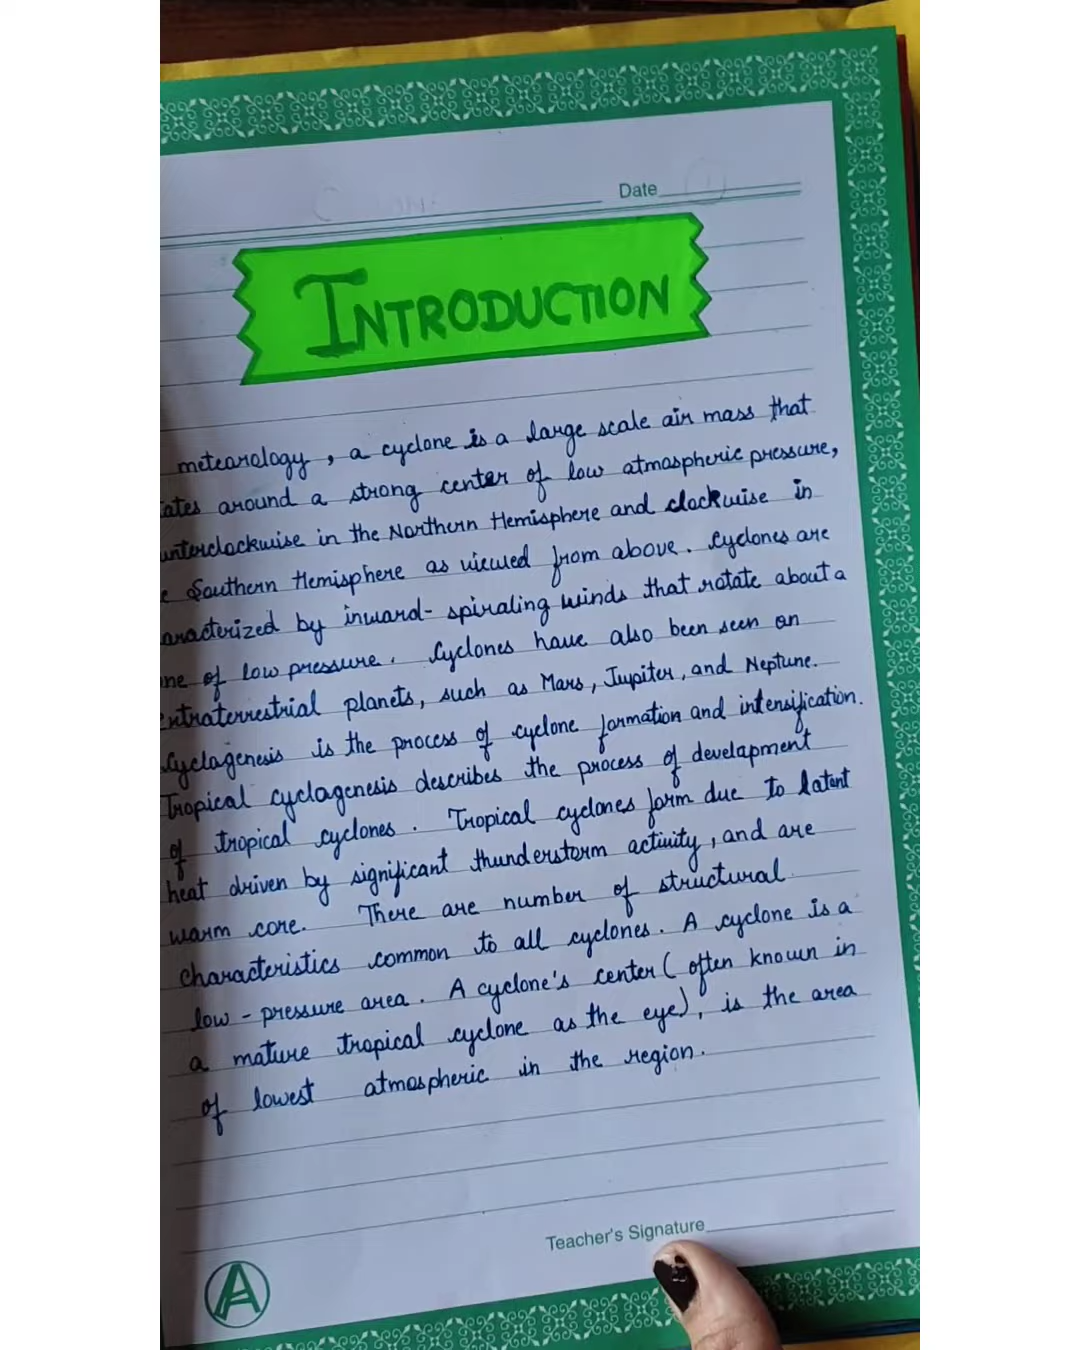 Date
INTRODUCTION
meteorology, a cyclone is a large scale air mass that
tates around a strong center of low atmospheric pressure,
unterclockwise in the Northern Hemisphere and clockwise in
e Southern Hemisphere as viewed from above. Cyclones are
aracterized by inward-spiraling winds that rotate about a
one of low pressure. Cyclones have also been seen on
extraterrestrial planets, such as Mars, Jupiter, and Neptune.
Cyclogenesis is the process of cyclone formation and intensification.
Tropical cyclogenesis describes the process of development
of tropical cyclones. Tropical cyclones form due to latent
heat driven by significant thunderstorm activity, and are
warm core. There are number of structural
characteristics common to all cyclones. A cyclone is a
low-pressure area. A cyclone's center (often known in
a mature tropical cyclone as the eye), is the area
of lowest atmospheric in the region.
Teacher's Signature
A